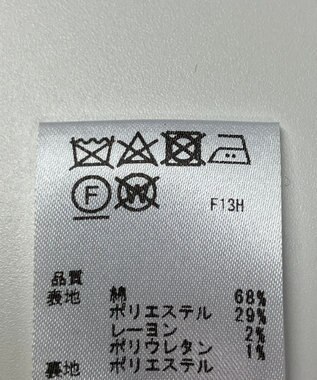 F W F13H
品質
表地 綿 68%
ポリエステル 29%
レーヨン 2%
ポリウレタン 1%
裏地 ポリエステル